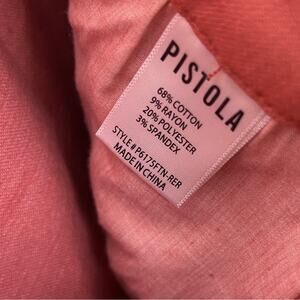 PISTOLA
68% COTTON
9% RAYON
20% POLYESTER
3% SPANDEX
STYLE # P6175FTN-RER
MADE IN CHINA